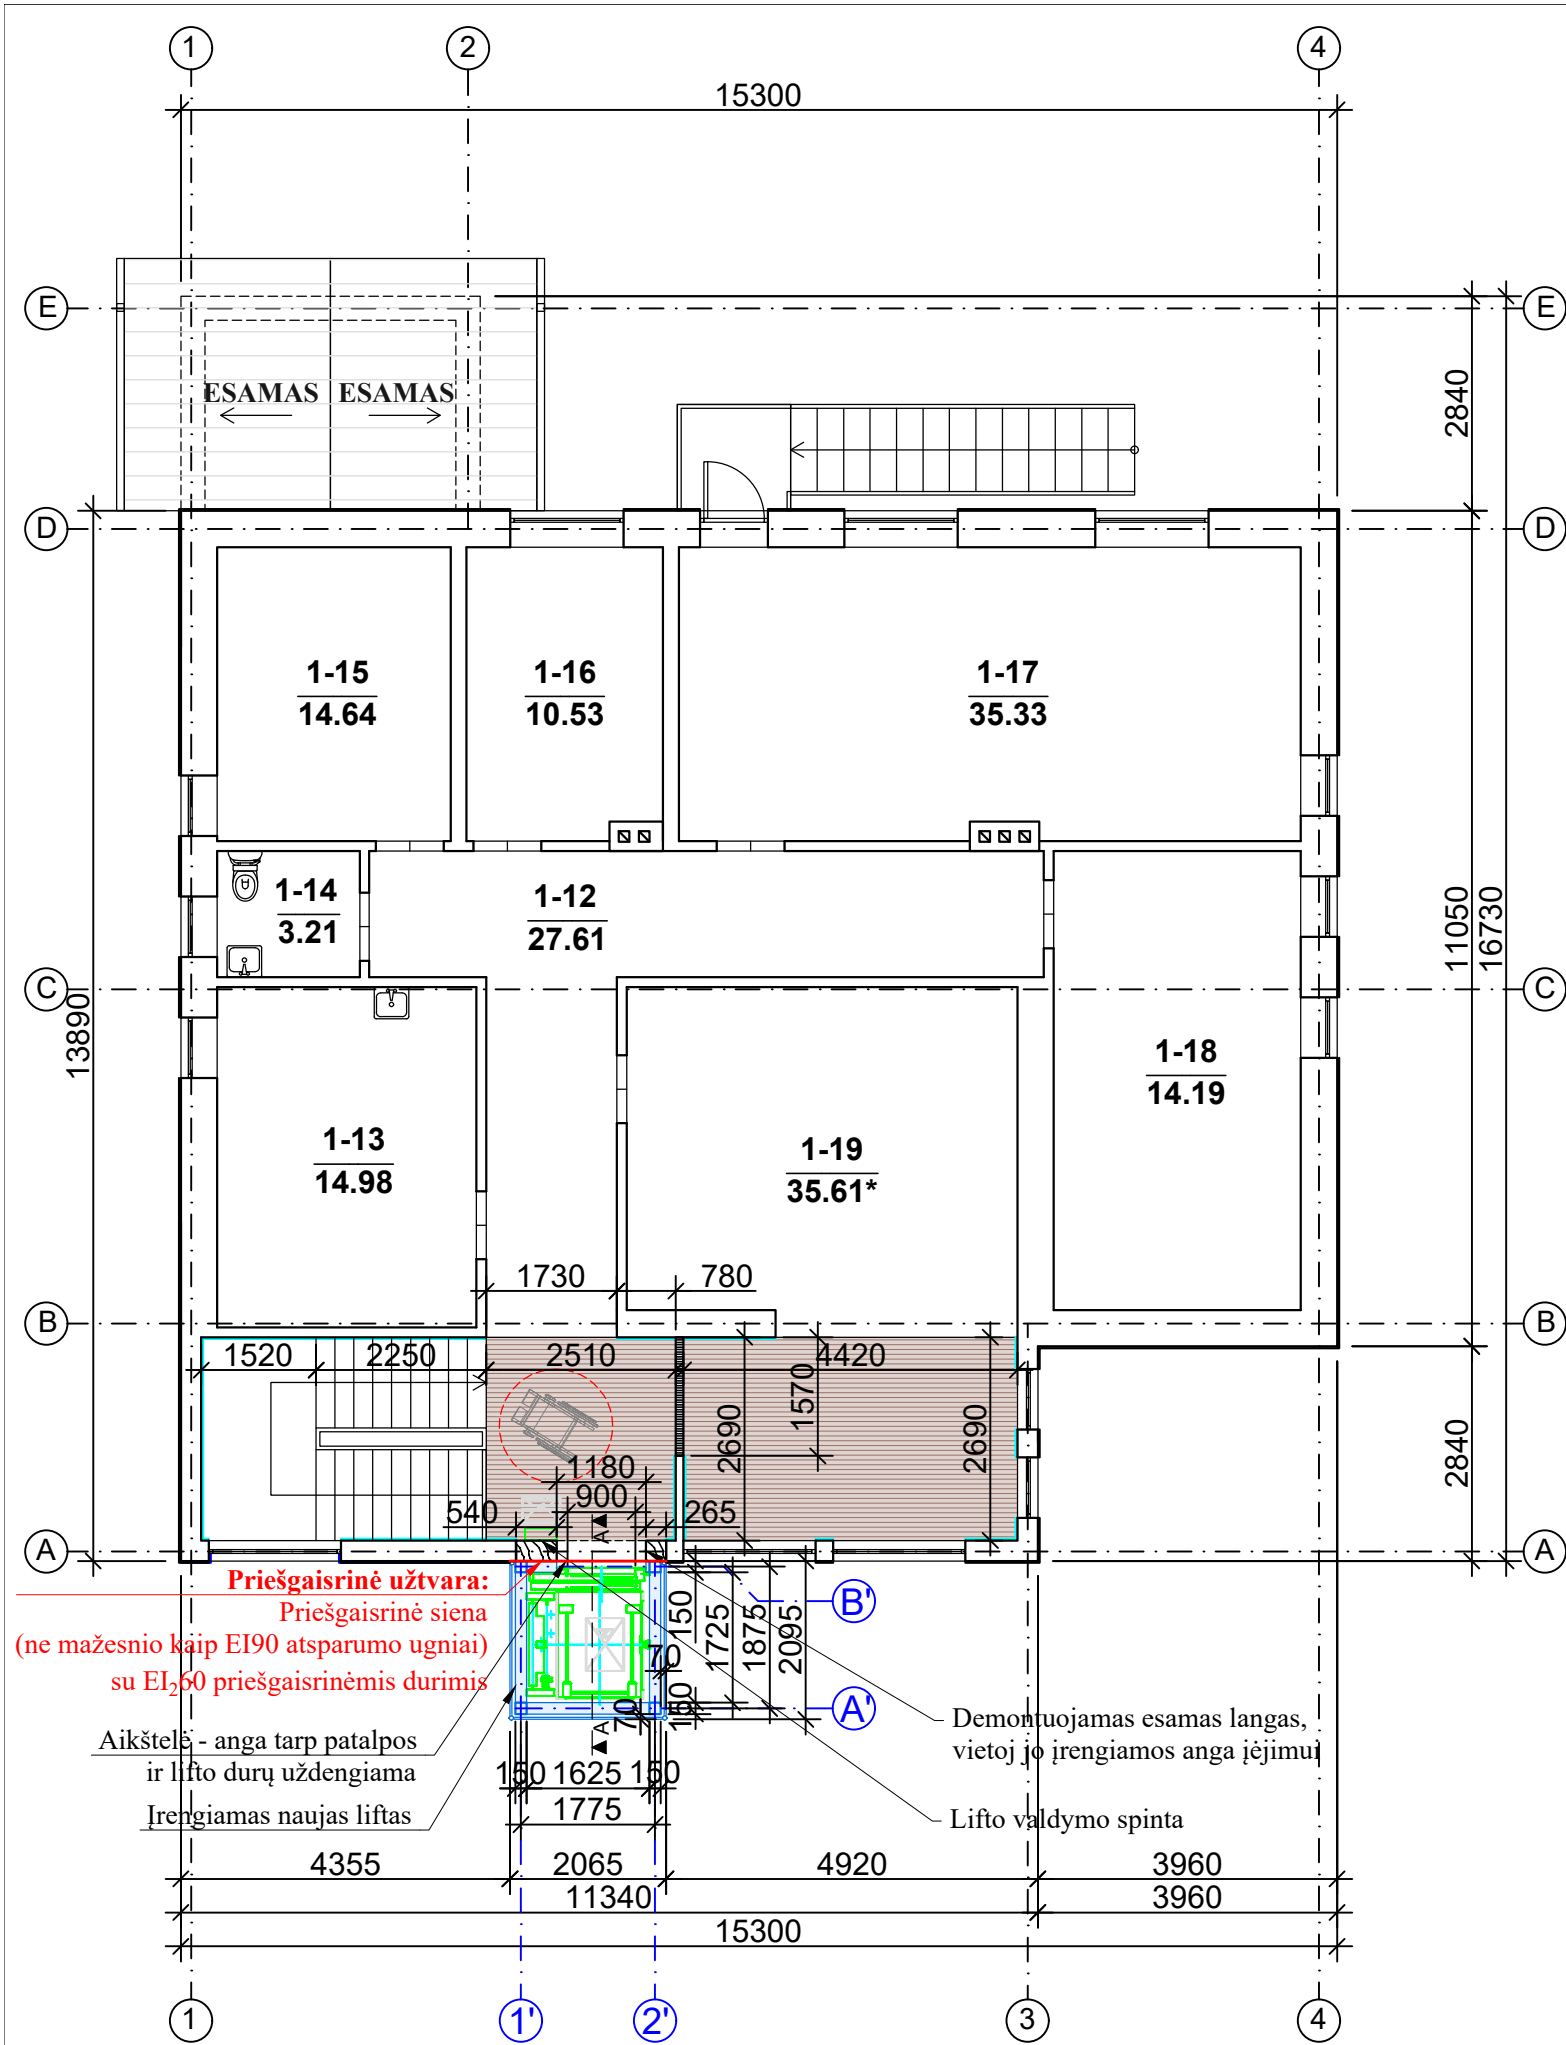 1
2
4
15300
E
E
ESAMAS ESAMAS
2840
D
D
1-15
14.64
1-16
10.53
1-17
35.33
1-14
3.21
1-12
27.61
11050
16730
C
C
13890
1-18
14.19
1-13
14.98
1-19
35.61*
1730
780
B
B
1520
2250
2510
4420
1570
2690
2690
2840
1180
900
540
265
A
A
A
Priešgaisrinė užtvara:
Priešgaisrinė siena
(ne mažesnio kaip EI90 atsparumo ugniai)
su EI₂60 priešgaisrinėmis durimis
B'
150
1725
1875
2095
70
A'
70
150
A
Aikštelė - anga tarp patalpos
ir lifto durų uždengiama
Įrengiamas naujas liftas
Demontuojamas esamas langas,
vietoj jo įrengiamos anga įėjimui
Lifto valdymo spinta
150
1625
150
1775
4355
2065
4920
3960
11340
3960
15300
1
1'
2'
3
4